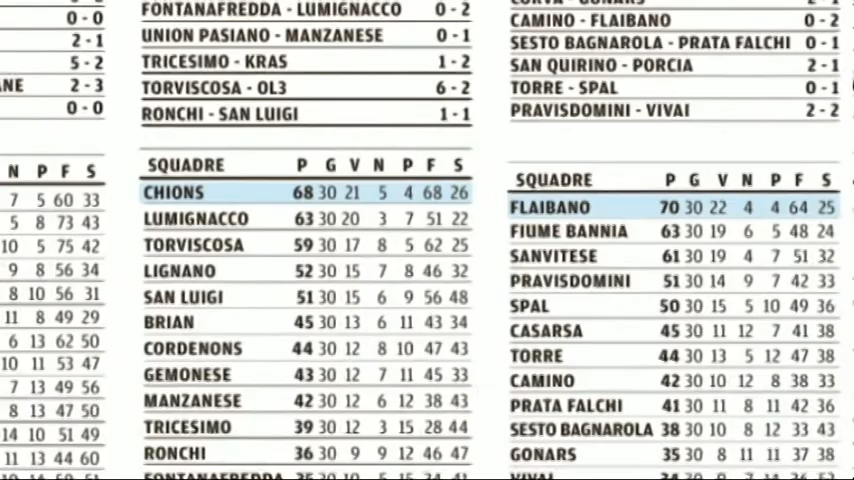 0-0
2-1
5-2
ANE 2-3
0-0
N P F S
7 5 60 33
5 8 73 43
10 5 75 42
9 8 56 34
8 10 56 31
11 8 49 29
6 13 62 50
10 11 53 47
7 13 49 56
8 13 47 50
14 10 51 49
11 13 44 60
FONTANAFREDDA - LUMIGNACCO 0-2
UNION PASIANO - MANZANESE 0-1
TRICESIMO - KRAS 1-2
TORVISCOSA - OL3 6-2
RONCHI - SAN LUIGI 1-1
SQUADRE P G V N P F S
CHIONS 68 30 21 5 4 68 26
LUMIGNACCO 63 30 20 3 7 51 22
TORVISCOSA 59 30 17 8 5 62 25
LIGNANO 52 30 15 7 8 46 32
SAN LUIGI 51 30 15 6 9 56 48
BRIAN 45 30 13 6 11 43 34
CORDENONS 44 30 12 8 10 47 43
GEMONESE 43 30 12 7 11 45 33
MANZANESE 42 30 12 6 12 38 43
TRICESIMO 39 30 12 3 15 28 44
RONCHI 36 30 9 9 12 46 47
FONTANAFREDDA
CAMINO - FLAIBANO 0-2
SESTO BAGNAROLA - PRATA FALCHI 0-1
SAN QUIRINO - PORCIA 2-1
TORRE - SPAL 0-1
PRAVISDOMINI - VIVAI 2-2
SQUADRE P G V N P F S
FLAIBANO 70 30 22 4 4 64 25
FIUME BANNIA 63 30 19 6 5 48 24
SANVITESE 61 30 19 4 7 51 32
PRAVISDOMINI 51 30 14 9 7 42 33
SPAL 50 30 15 5 10 49 36
CASARSA 45 30 11 12 7 41 38
TORRE 44 30 13 5 12 47 38
CAMINO 42 30 10 12 8 38 33
PRATA FALCHI 41 30 11 8 11 42 36
SESTO BAGNAROLA 38 30 10 8 12 33 43
GONARS 35 30 8 11 11 37 38